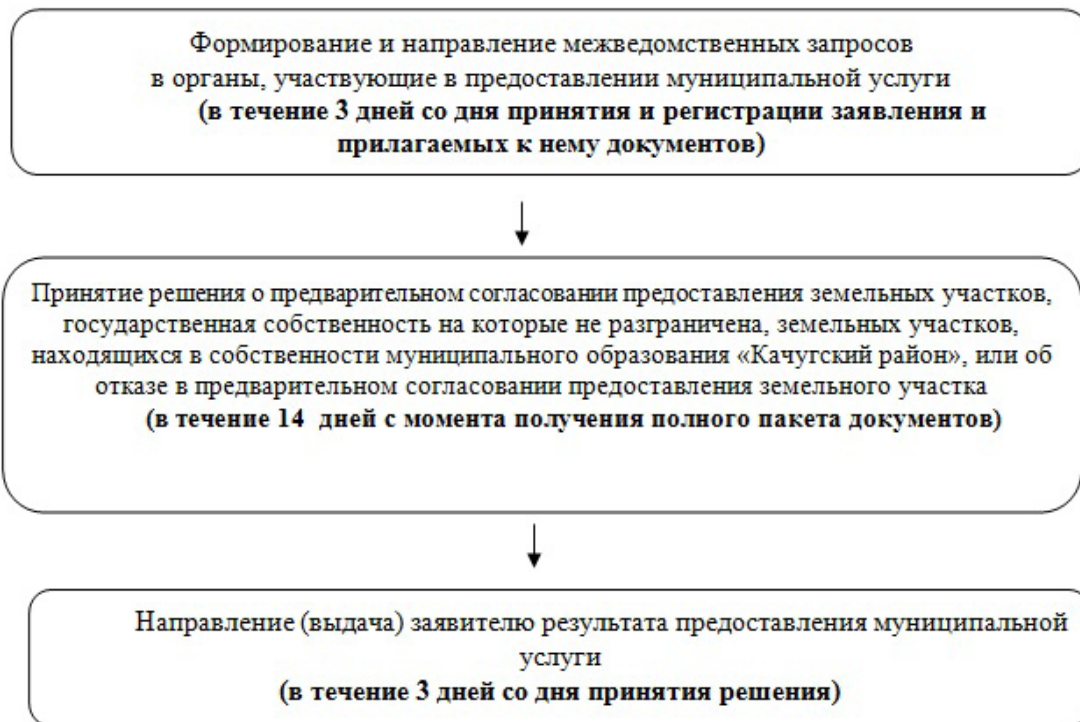 Формирование и направление межведомственных запросов
в органы, участвующие в предоставлении муниципальной услуги
(в течение 3 дней со дня принятия и регистрации заявления и
прилагаемых к нему документов)
Принятие решения о предварительном согласовании предоставления земельных участков,
государственная собственность на которые не разграничена, земельных участков,
находящихся в собственности муниципального образования «Качугский район», или об
отказе в предварительном согласовании предоставления земельного участка
(в течение 14 дней с момента получения полного пакета документов)
Направление (выдача) заявителю результата предоставления муниципальной
услуги
(в течение 3 дней со дня принятия решения)